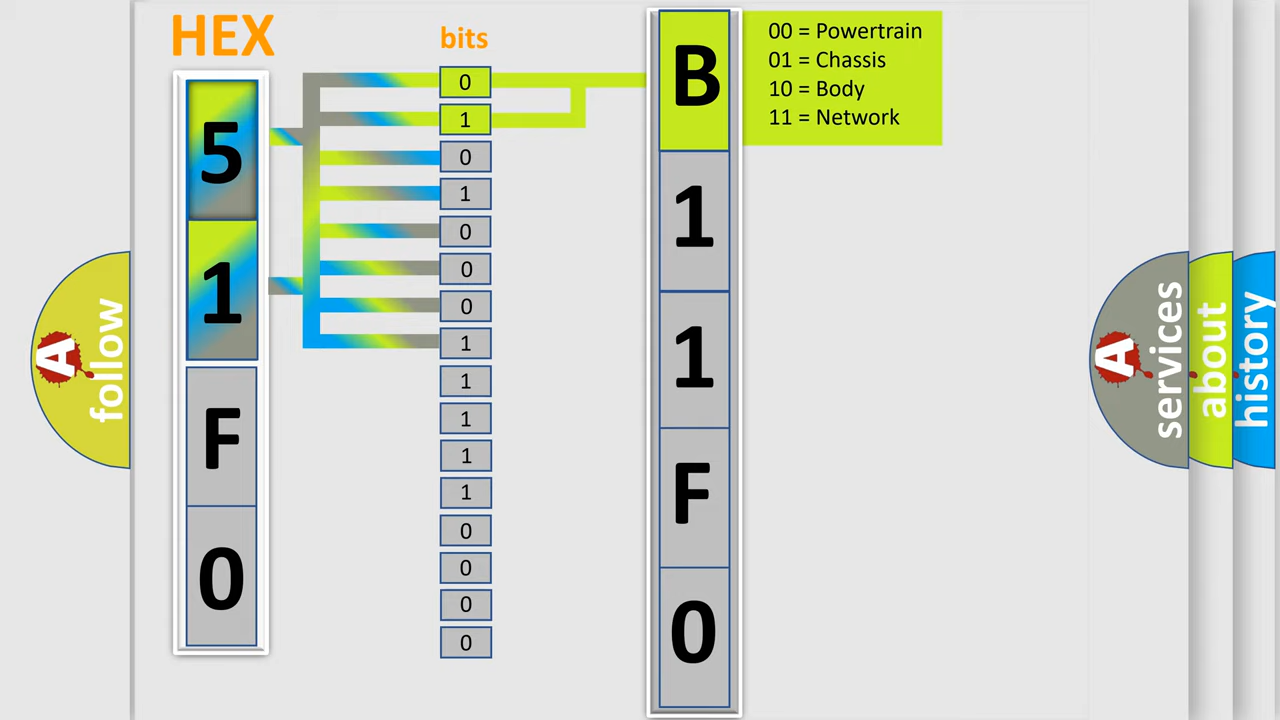 HEX
5
1
F
0
bits
0
1
0
1
0
0
0
1
1
1
1
1
0
0
0
0
B
1
1
F
0
00 = Powertrain
01 = Chassis
10 = Body
11 = Network
A follow
A services
about
history